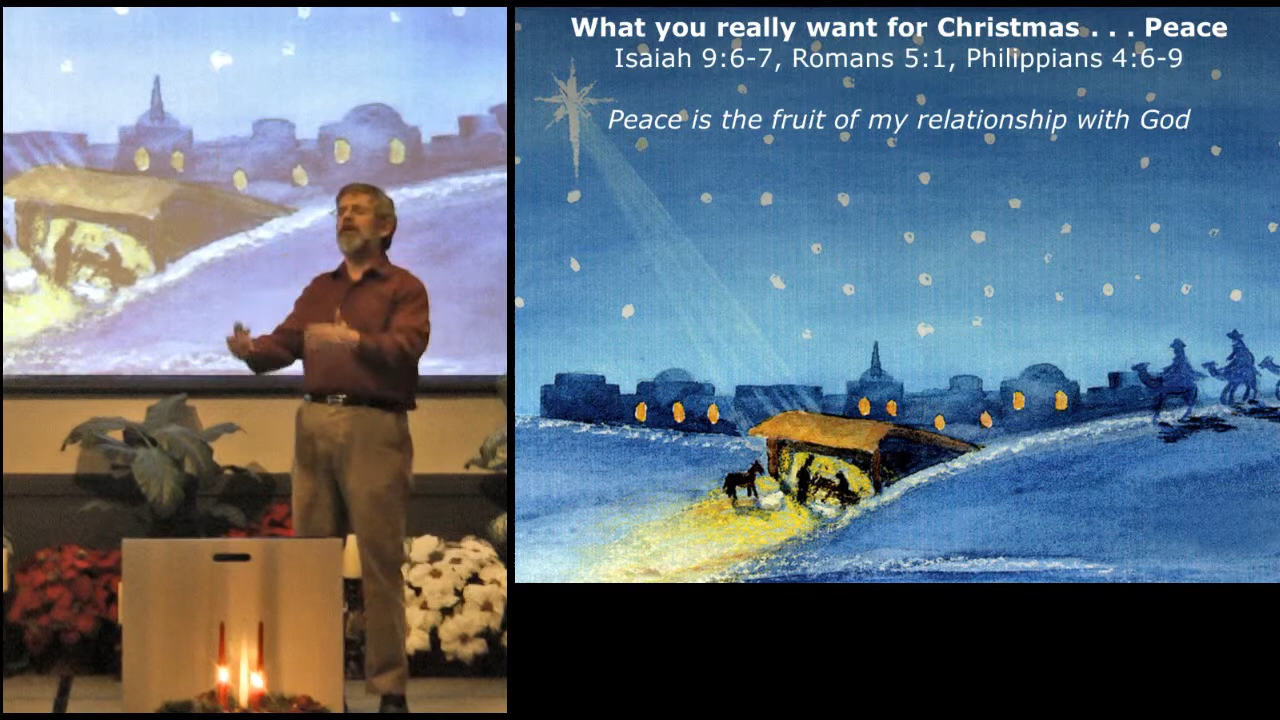 What you really want for Christmas . . . Peace
Isaiah 9:6-7, Romans 5:1, Philippians 4:6-9
Peace is the fruit of my relationship with God